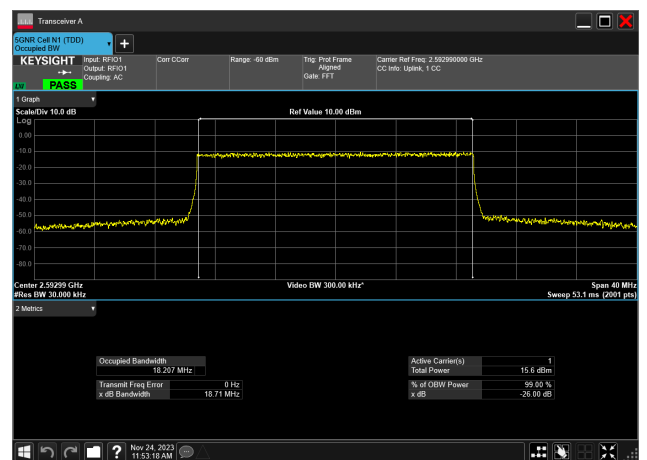 Transceiver A
5GNR Cell N1 (TDD)
Occupied BW
KEYSIGHT
LV PASS
Input: RFIO1
Output: RFIO1
Coupling: AC
Corr CCorr
Range: -60 dBm
Trig: Prot Frame
Aligned
Gate: FFT
Carrier Ref Freq: 2.592990000 GHz
CC Info: Uplink, 1 CC
1 Graph
Scale/Div 10.0 dB
Ref Value 10.00 dBm
Log
0.00
-10.0
-20.0
-30.0
-40.0
-50.0
-60.0
-70.0
-80.0
Center 2.59299 GHz
#Res BW 30.000 kHz
Video BW 300.00 kHz^
Span 40 MHz
Sweep 53.1 ms (2001 pts)
2 Metrics
Occupied Bandwidth
18.207 MHz
Transmit Freq Error 0 Hz
x dB Bandwidth 18.71 MHz
Active Carrier(s) 1
Total Power 15.6 dBm
% of OBW Power 99.00 %
x dB -26.00 dB
Nov 24, 2023
11:53:18 AM